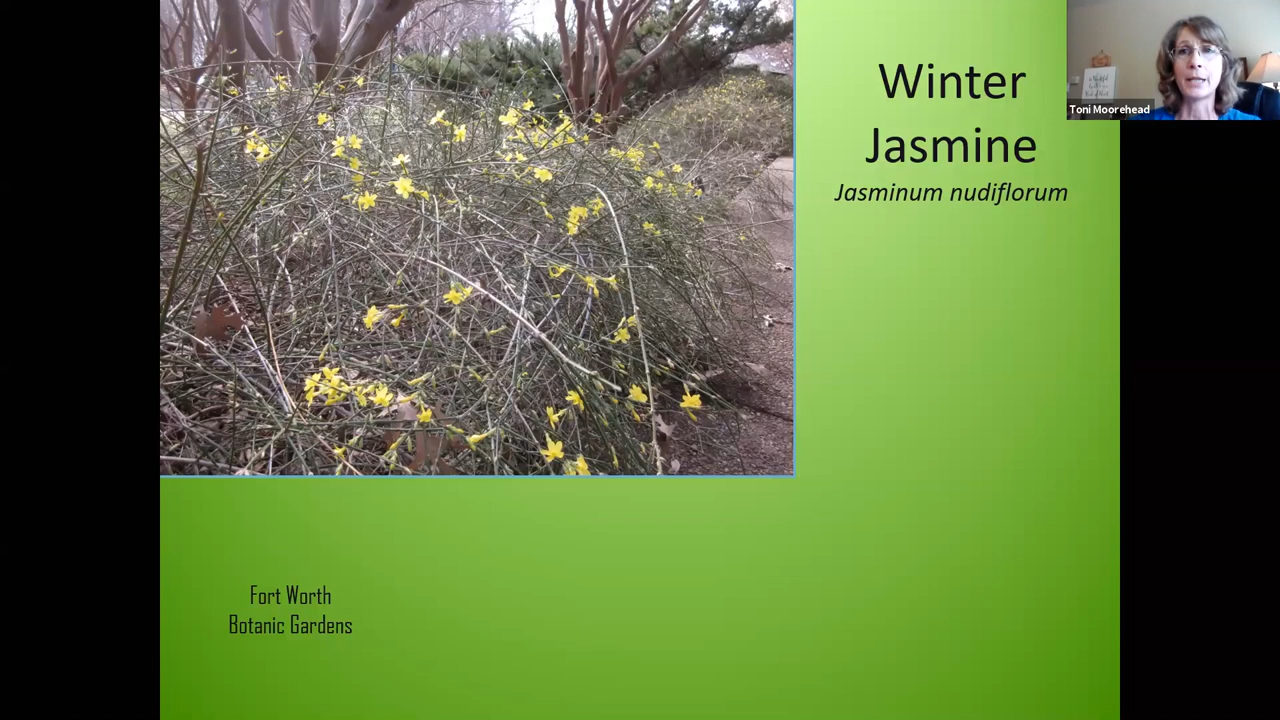 Winter
Jasmine
Jasminum nudiflorum
Toni Moorehead
Fort Worth
Botanic Gardens